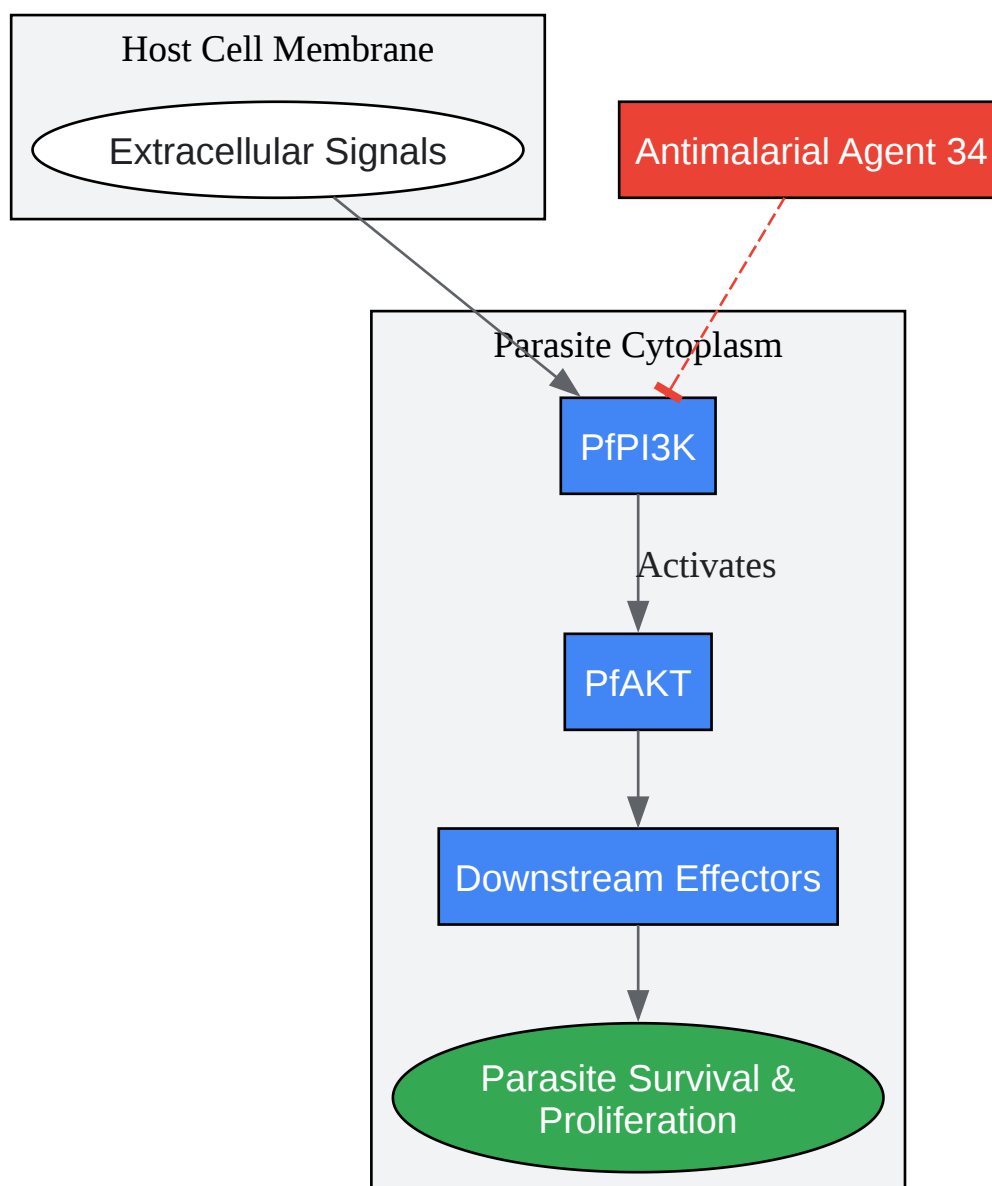 Host Cell Membrane
Extracellular Signals
Antimalarial Agent 34
Parasite Cytoplasm
PfPI3K
Activates
PfAKT
Downstream Effectors
Parasite Survival &
Proliferation